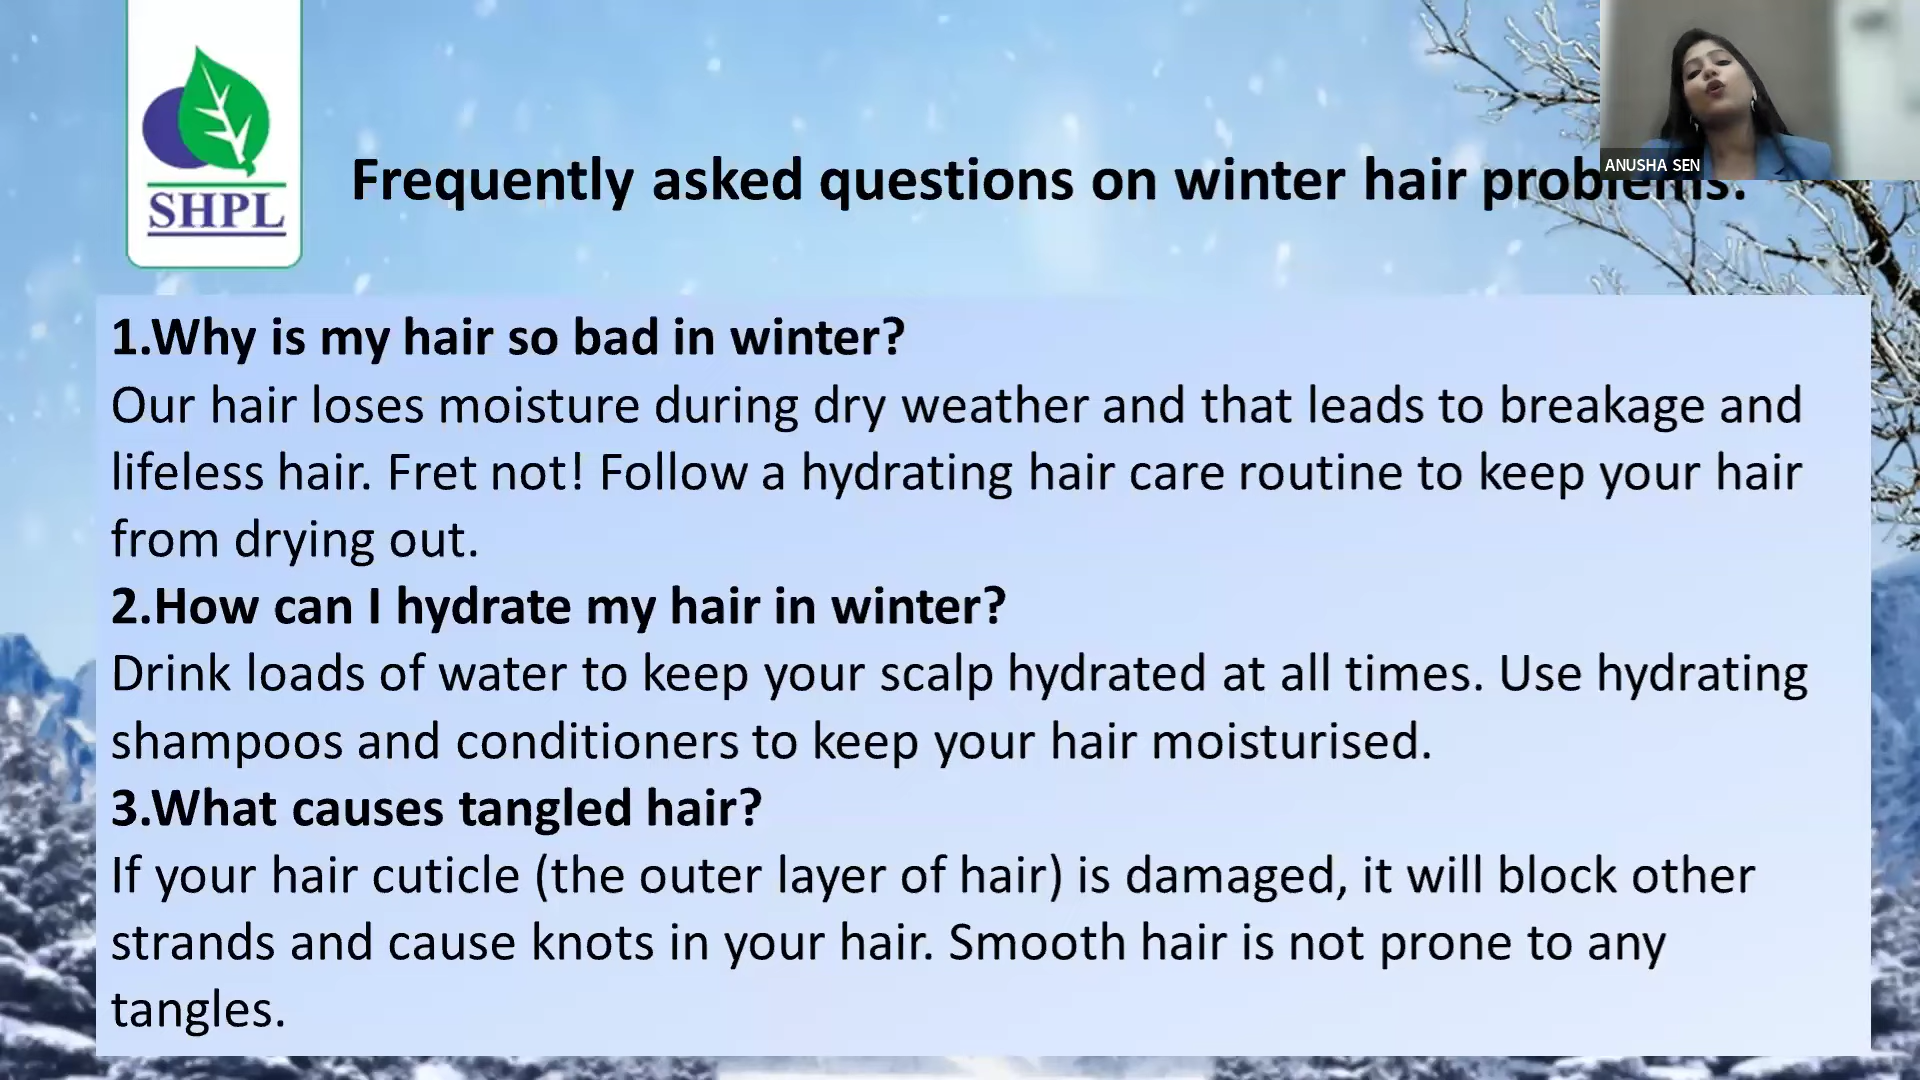 SHPL
ANUSHA SEN
Frequently asked questions on winter hair problems.
1.Why is my hair so bad in winter?
Our hair loses moisture during dry weather and that leads to breakage and
lifeless hair. Fret not! Follow a hydrating hair care routine to keep your hair
from drying out.
2.How can I hydrate my hair in winter?
Drink loads of water to keep your scalp hydrated at all times. Use hydrating
shampoos and conditioners to keep your hair moisturised.
3.What causes tangled hair?
If your hair cuticle (the outer layer of hair) is damaged, it will block other
strands and cause knots in your hair. Smooth hair is not prone to any
tangles.